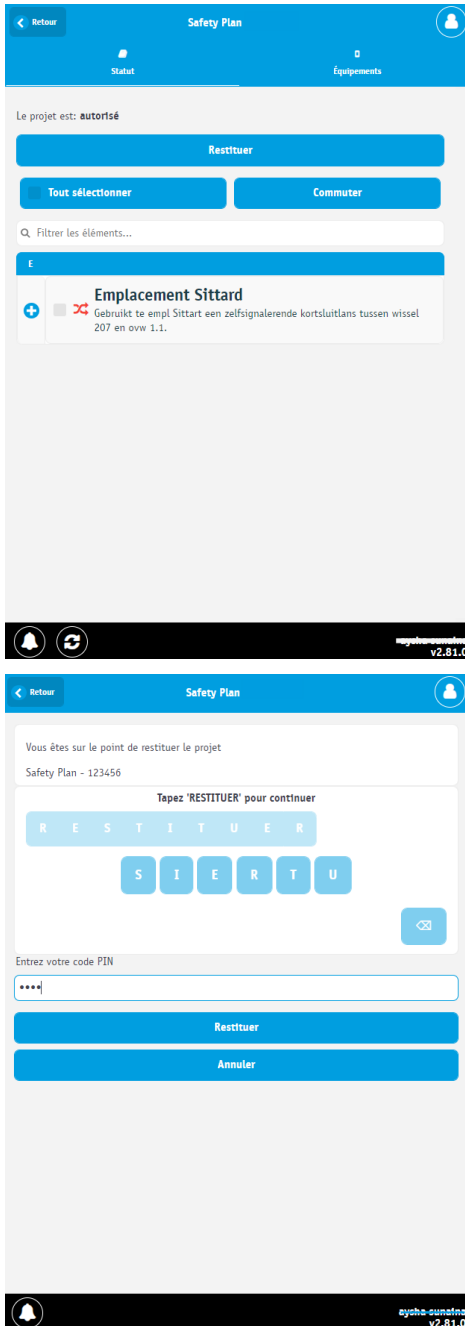 Retour
Safety Plan
Statut
Équipements
Le projet est: autorisé
Restituer
Tout sélectionner
Commuter
Filtrer les éléments...
E
Emplacement Sittard
Gebruikt te empl Sittart een zelfsignalerende kortsluitlans tussen wissel
207 en ovw 1.1.
v2.81.0
Retour
Safety Plan
Vous êtes sur le point de restituer le projet
Safety Plan - 123456
Tapez 'RESTITUER' pour continuer
R E S T I T U E R
S I E R T U
Entrez votre code PIN
••••
Restituer
Annuler
v2.81.0